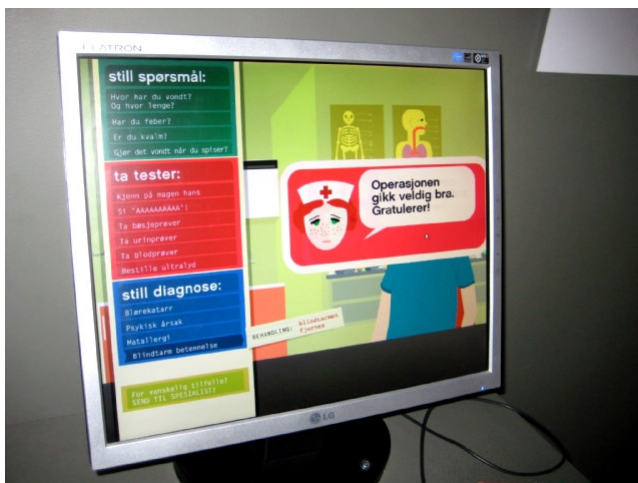 FLATRON
still spørsmål:
Hvor har du vondt?
Og hvor lenge?
Har du feber?
Er du kvalm?
Gjør det vondt når du spiser?
ta tester:
Kjenn på magen hans
Si "AAAAAAAAAA"!
Ta bæsjeprøver
Ta urinprøver
Ta blodprøver
Bestille ultralyd
still diagnose:
Blærekatarr
Psykisk årsak
Matallergi
Blindtarm betennelse
For vanskelig tilfelle?
SEND TIL SPESIALIST!
Operasjonen
gikk veldig bra.
Gratulerer!
BEHANDLING:
blindtarmen
fjernes
LG